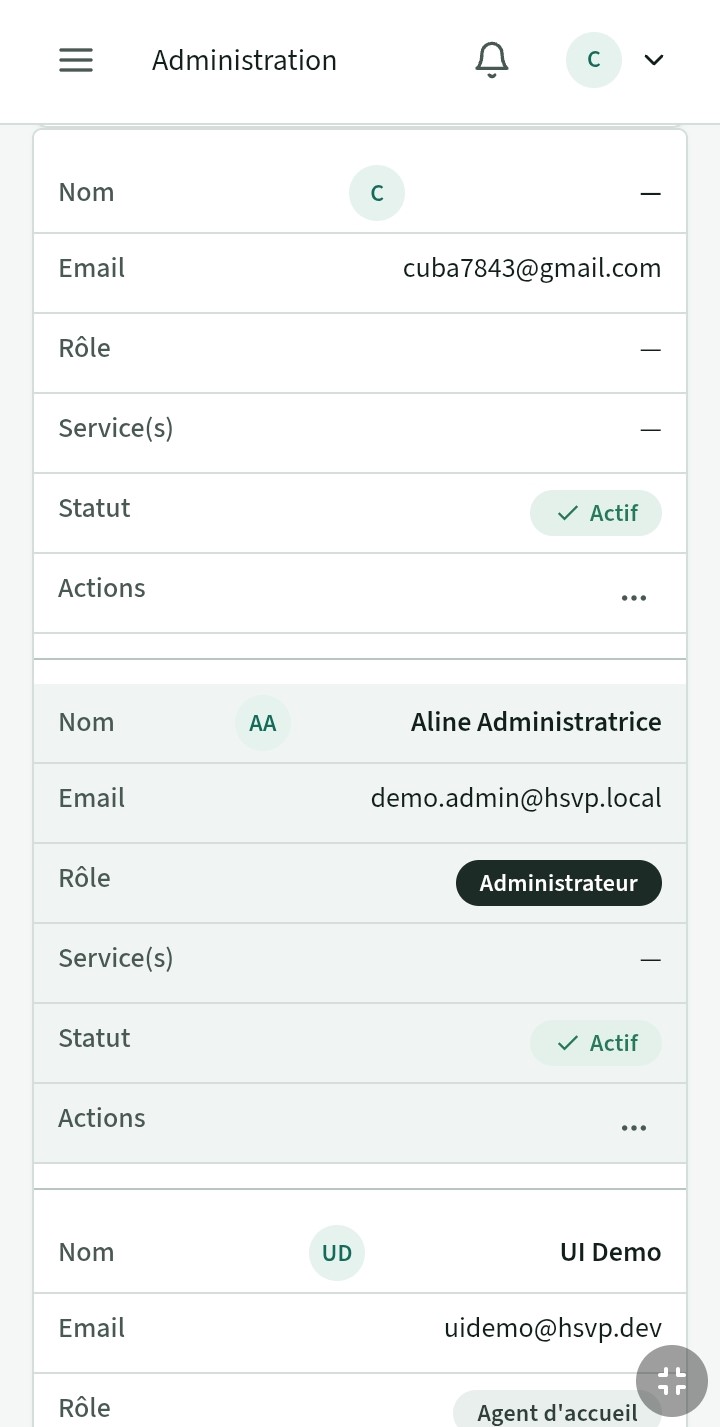 Administration C
Nom C —
Email cuba7843@gmail.com
Rôle —
Service(s) —
Statut Actif
Actions ...
Nom AA Aline Administratrice
Email demo.admin@hsvp.local
Rôle Administrateur
Service(s) —
Statut Actif
Actions ...
Nom UD UI Demo
Email uidemo@hsvp.dev
Rôle Agent d'accueil